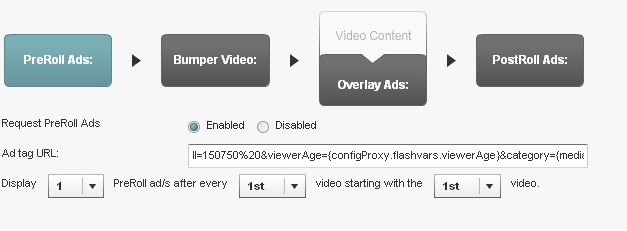 Video Content
PreRoll Ads:
Bumper Video:
Overlay Ads:
PostRoll Ads:
Request PreRoll Ads Enabled Disabled
Ad tag URL: ll=150750%20&viewerAge={configProxy.flashvars.viewerAge}&category={media
Display 1 PreRoll ad/s after every 1st video starting with the 1st video.